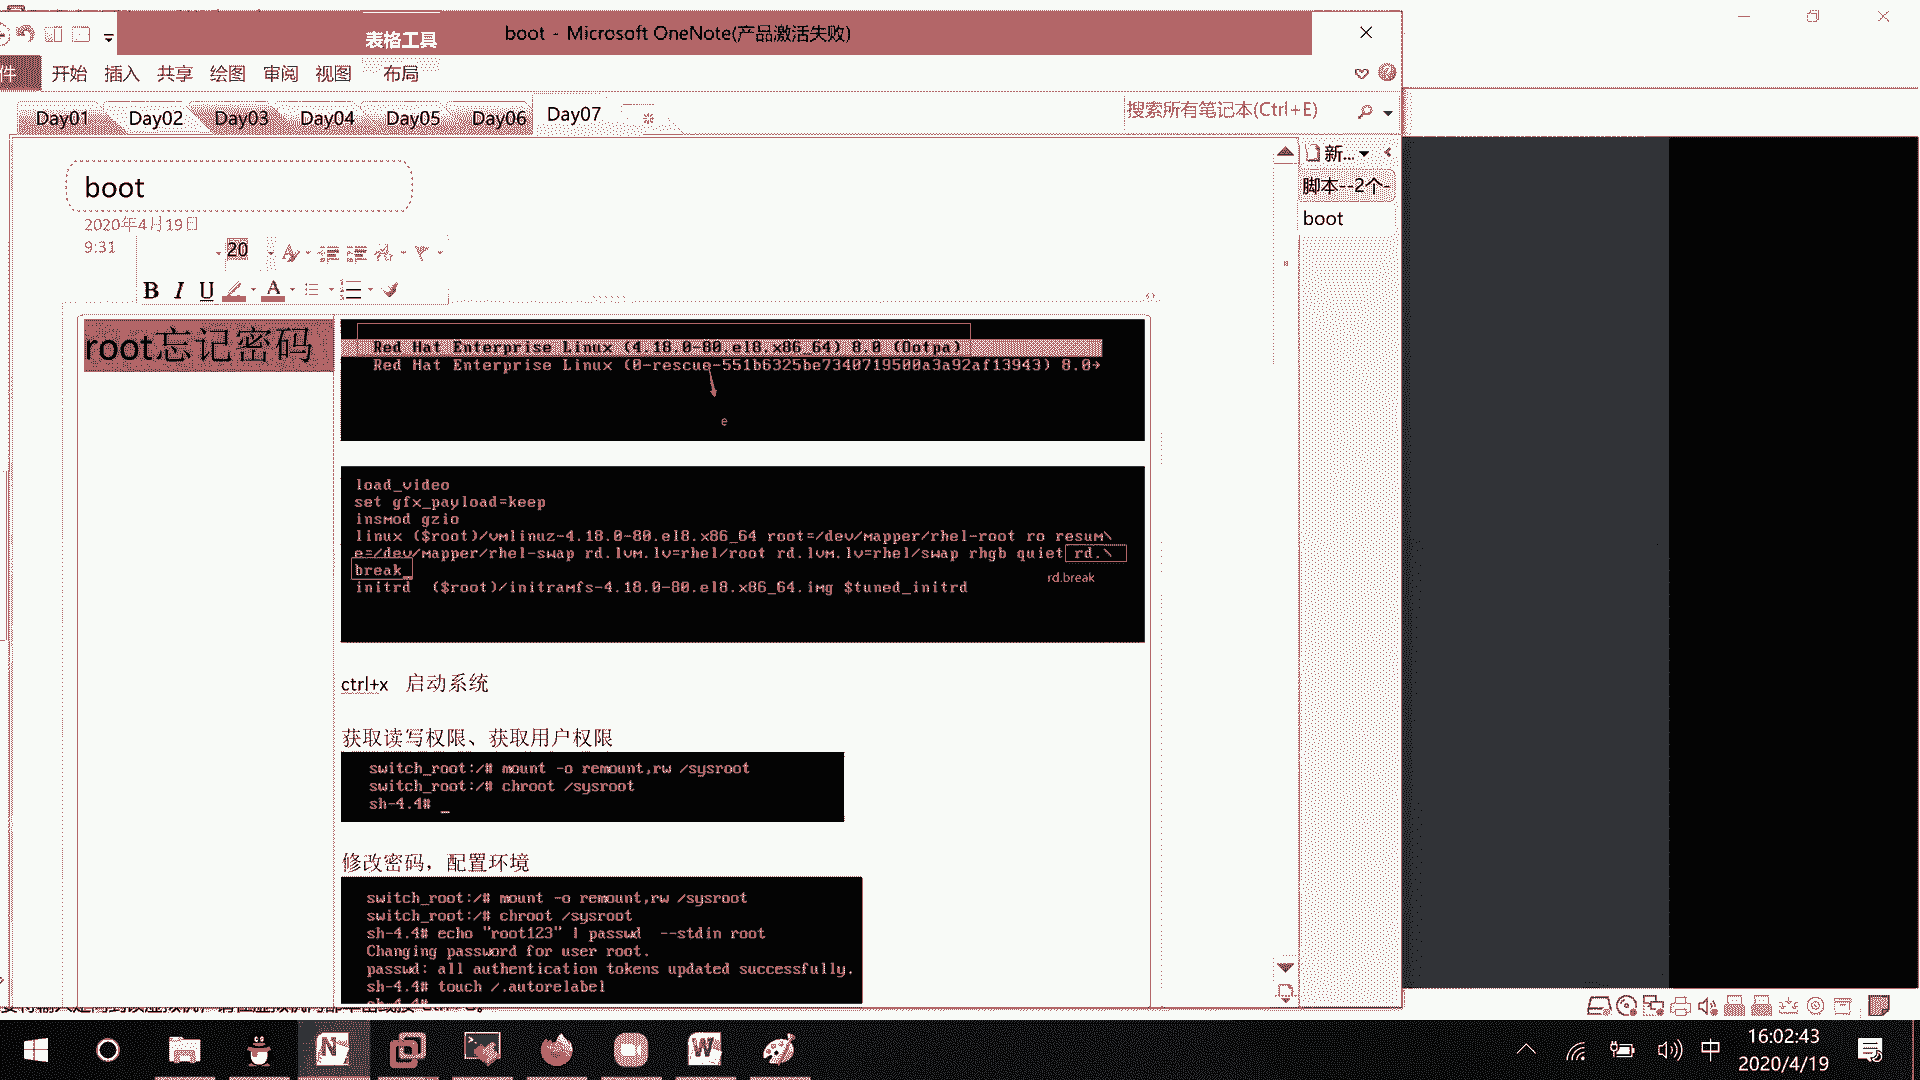 表格工具
boot - Microsoft OneNote(产品激活失败)
件 开始 插入 共享 绘图 审阅 视图 布局
Day01 Day02 Day03 Day04 Day05 Day06 Day07
搜索所有笔记本(Ctrl+E)
新...
脚本--2个-
boot
boot
2020年4月19日
9:31
20
B I U A
root忘记密码
Red Hat Enterprise Linux (4.18.0-80.el8.x86_64) 8.0 (Ootpa)
Red Hat Enterprise Linux (0-rescue-551b6325be7340719500a3a92af13943) 8.0→
e
load_video
set gfx_payload=keep
insmod gzio
linux ($root)/vmlinuz-4.18.0-80.el8.x86_64 root=/dev/mapper/rhel-root ro resum\
e=/dev/mapper/rhel-swap rd.lvm.lv=rhel/root rd.lvm.lv=rhel/swap rhgb quiet rd.\
break_
rd.break
initrd  ($root)/initramfs-4.18.0-80.el8.x86_64.img $tuned_initrd
ctrl+x 启动系统
获取读写权限、获取用户权限
switch_root:/# mount -o remount,rw /sysroot
switch_root:/# chroot /sysroot
sh-4.4# _
修改密码，配置环境
switch_root:/# mount -o remount,rw /sysroot
switch_root:/# chroot /sysroot
sh-4.4# echo "root123" | passwd  --stdin root
Changing password for user root.
passwd: all authentication tokens updated successfully.
sh-4.4# touch /.autorelabel
sh-4.4#
中
16:02:43
2020/4/19